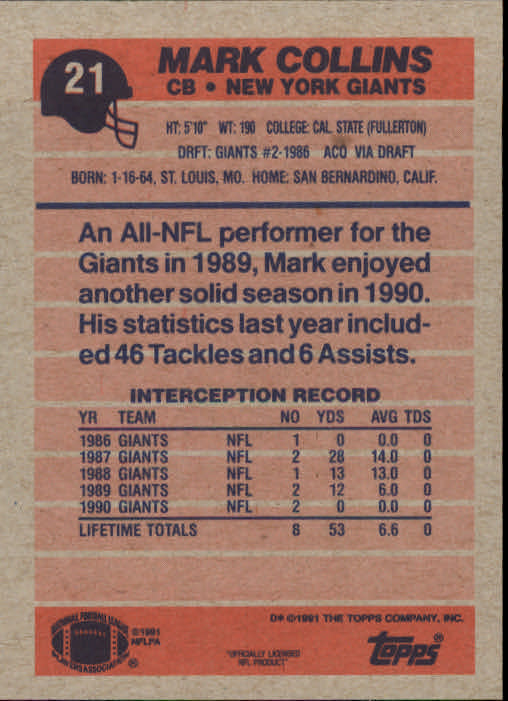 21
MARK COLLINS
CB • NEW YORK GIANTS
HT: 5'10" WT: 190 COLLEGE: CAL. STATE (FULLERTON)
DRFT: GIANTS #2-1986 ACQ VIA DRAFT
BORN: 1-16-64, ST. LOUIS, MO. HOME: SAN BERNARDINO, CALIF.
An All-NFL performer for the
Giants in 1989, Mark enjoyed
another solid season in 1990.
His statistics last year includ-
ed 46 Tackles and 6 Assists.
INTERCEPTION RECORD
YR TEAM NO YDS AVG TDS
1986 GIANTS NFL 1 0 0.0 0
1987 GIANTS NFL 2 28 14.0 0
1988 GIANTS NFL 1 13 13.0 0
1989 GIANTS NFL 2 12 6.0 0
1990 GIANTS NFL 2 0 0.0 0
LIFETIME TOTALS 8 53 6.6 0
NATIONAL FOOTBALL LEAGUE
PLAYERS ASSOCIATION
®
©1991
NFLPA
D* ©1991 THE TOPPS COMPANY, INC.
"OFFICIALLY LICENSED
NFL PRODUCT"
topps®